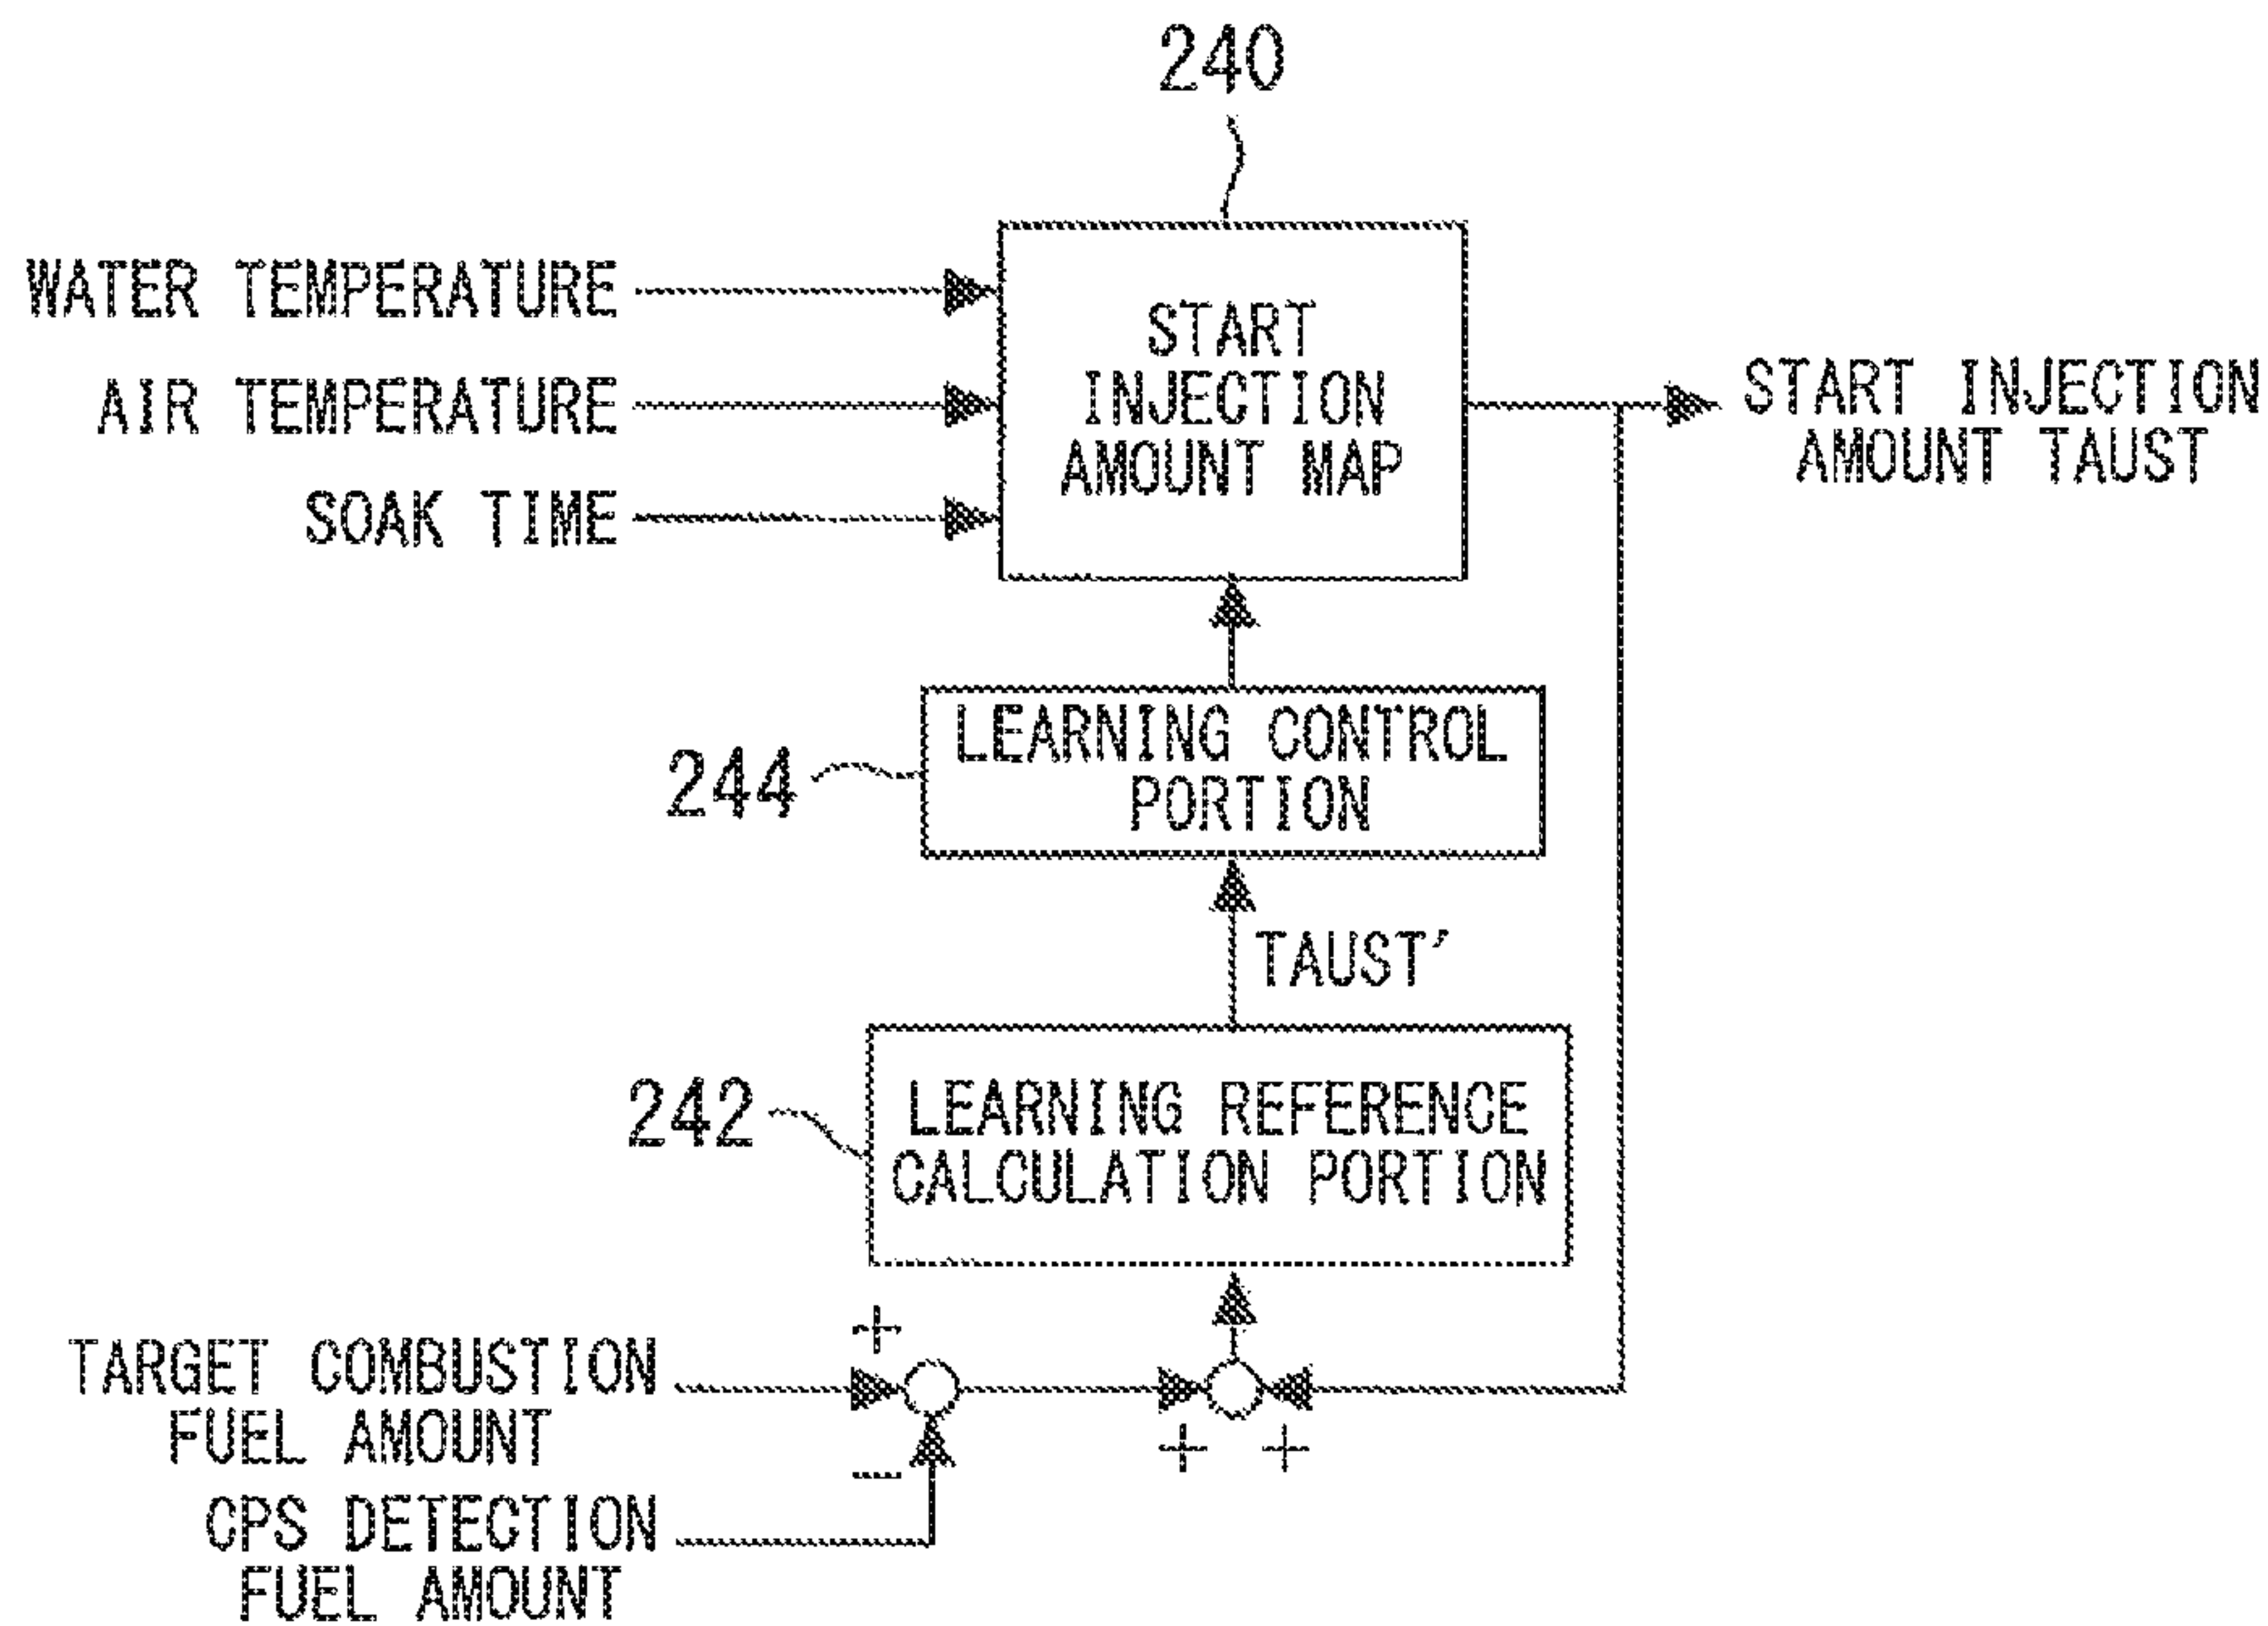 240
WATER TEMPERATURE
AIR TEMPERATURE
SOAK TIME
START
INJECTION
AMOUNT MAP
START INJECTION
AMOUNT TAUST
244
LEARNING CONTROL
PORTION
TAUST'
242
LEARNING REFERENCE
CALCULATION PORTION
+
TARGET COMBUSTION
FUEL AMOUNT
−
+ +
CPS DETECTION
FUEL AMOUNT